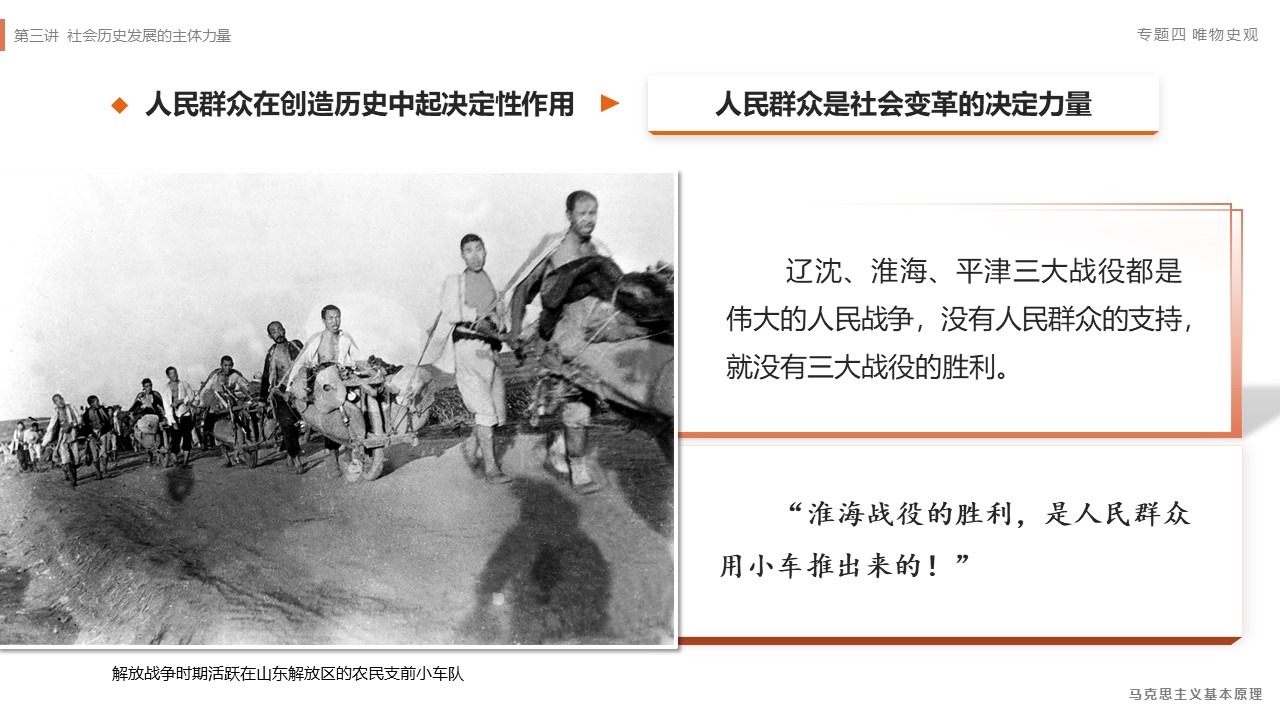 第三讲 社会历史发展的主体力量
专题四 唯物史观
人民群众在创造历史中起决定性作用
人民群众是社会变革的决定力量
辽沈、淮海、平津三大战役都是
伟大的人民战争，没有人民群众的支持，
就没有三大战役的胜利。
“淮海战役的胜利，是人民群众
用小车推出来的！”
解放战争时期活跃在山东解放区的农民支前小车队
马克思主义基本原理